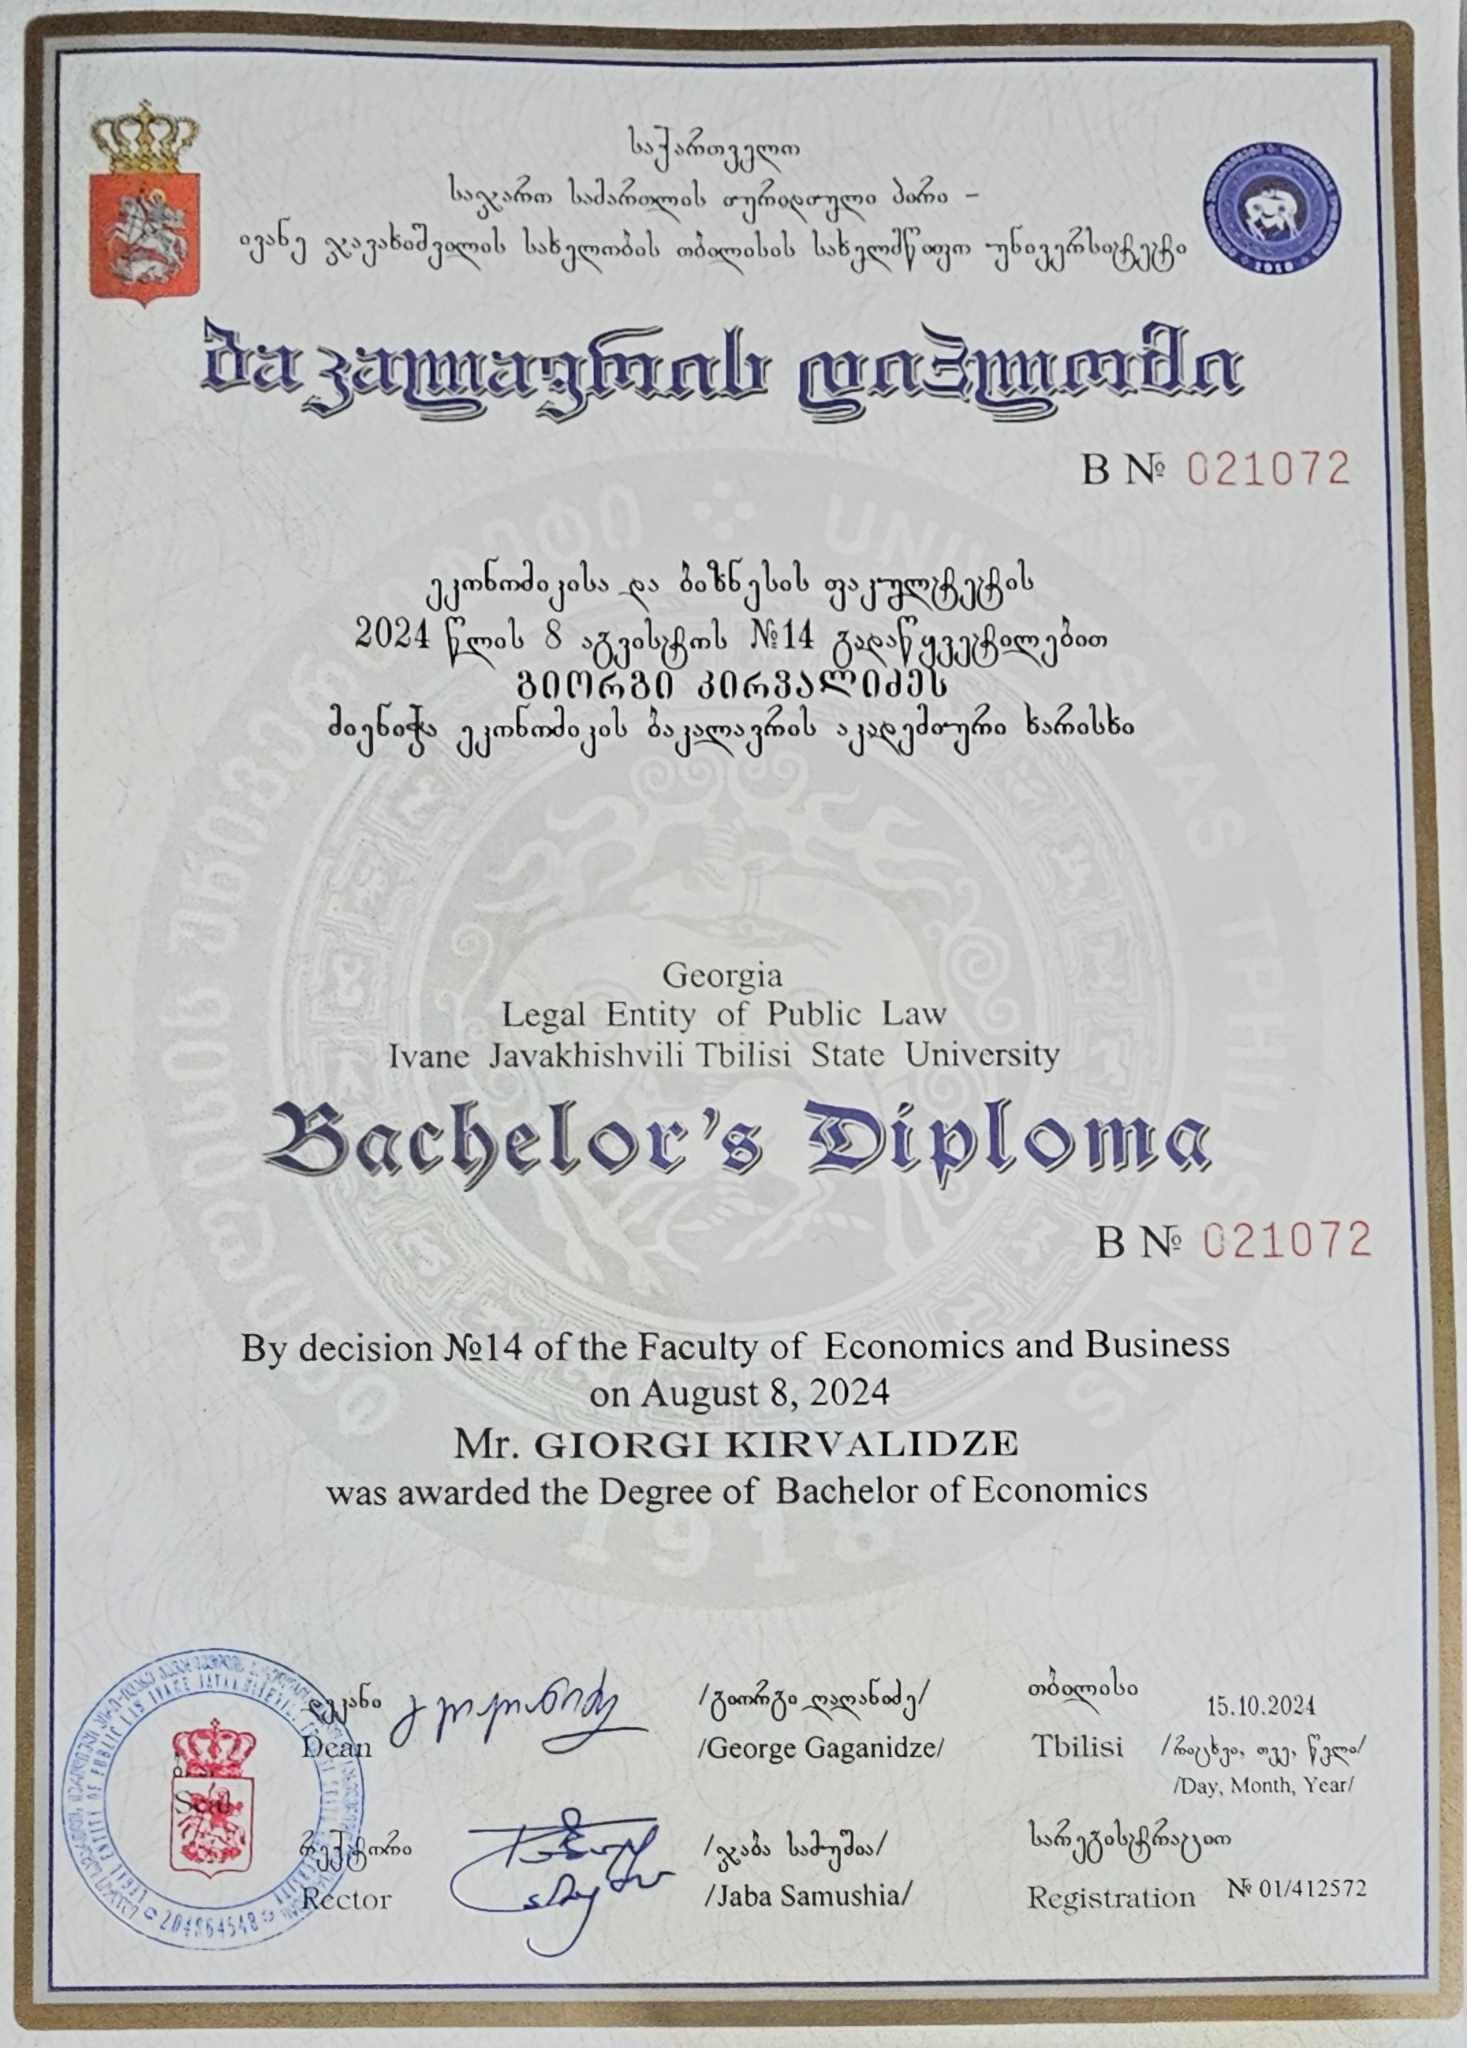 საქართველო
საჯარო სამართლის იურიდიული პირი -
ივანე ჯავახიშვილის სახელობის თბილისის სახელმწიფო უნივერსიტეტი
ბაკალავრის დიპლომი
B № 021072
ეკონომიკისა და ბიზნესის ფაკულტეტის
2024 წლის 8 აგვისტოს №14 გადაწყვეტილებით
გიორგი კირვალიძეს
მიენიჭა ეკონომიკის ბაკალავრის აკადემიური ხარისხი
Georgia
Legal Entity of Public Law
Ivane Javakhishvili Tbilisi State University
Bachelor's Diploma
B № 021072
By decision №14 of the Faculty of Economics and Business
on August 8, 2024
Mr. GIORGI KIRVALIDZE
was awarded the Degree of Bachelor of Economics
1918
დეკანი /გიორგი ღაღანიძე/
Dean /George Gaganidze/
თბილისი 15.10.2024
Tbilisi /რიცხვი, თვე, წელი/
/Day, Month, Year/
Seal
რექტორი /ჯაბა სამუშია/
Rector /Jaba Samushia/
სარეგისტრაციო
Registration № 01/412572
204864548